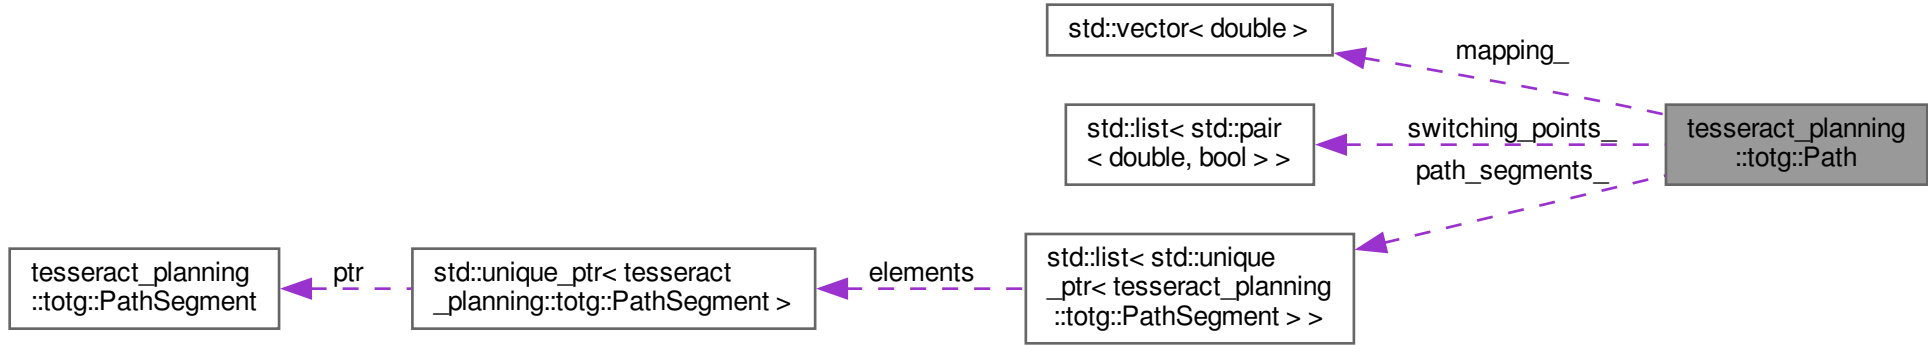 std::vector< double >
mapping_
std::list< std::pair
< double, bool > >
switching_points_
tesseract_planning
::totg::Path
path_segments_
tesseract_planning
::totg::PathSegment
ptr
std::unique_ptr< tesseract
_planning::totg::PathSegment >
elements
std::list< std::unique
_ptr< tesseract_planning
::totg::PathSegment > >